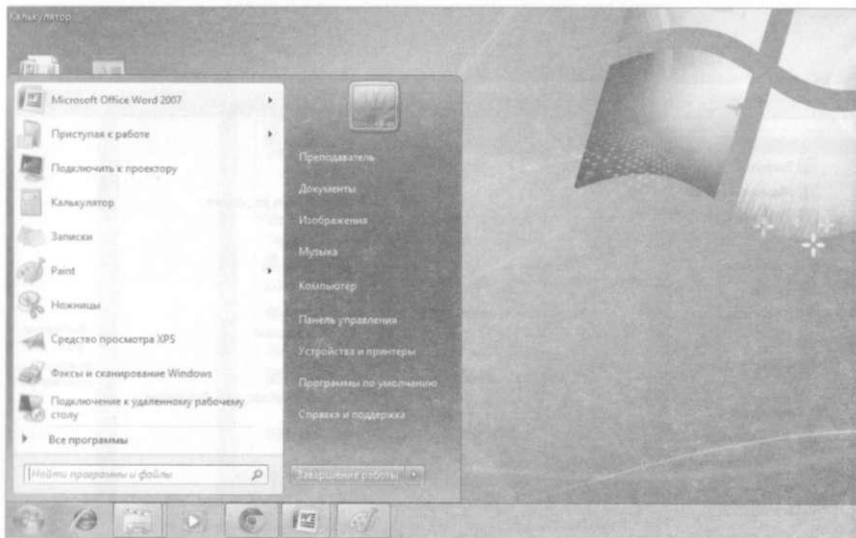 Калькулятор
Microsoft Office Word 2007
Приступая к работе
Подключить к проектору
Калькулятор
Записки
Paint
Ножницы
Средство просмотра XPS
Факсы и сканирование Windows
Подключение к удаленному рабочему
столу
Все программы
Найти программы и файлы
Преподаватель
Документы
Изображения
Музыка
Компьютер
Панель управления
Устройства и принтеры
Программы по умолчанию
Справка и поддержка
Завершение работы